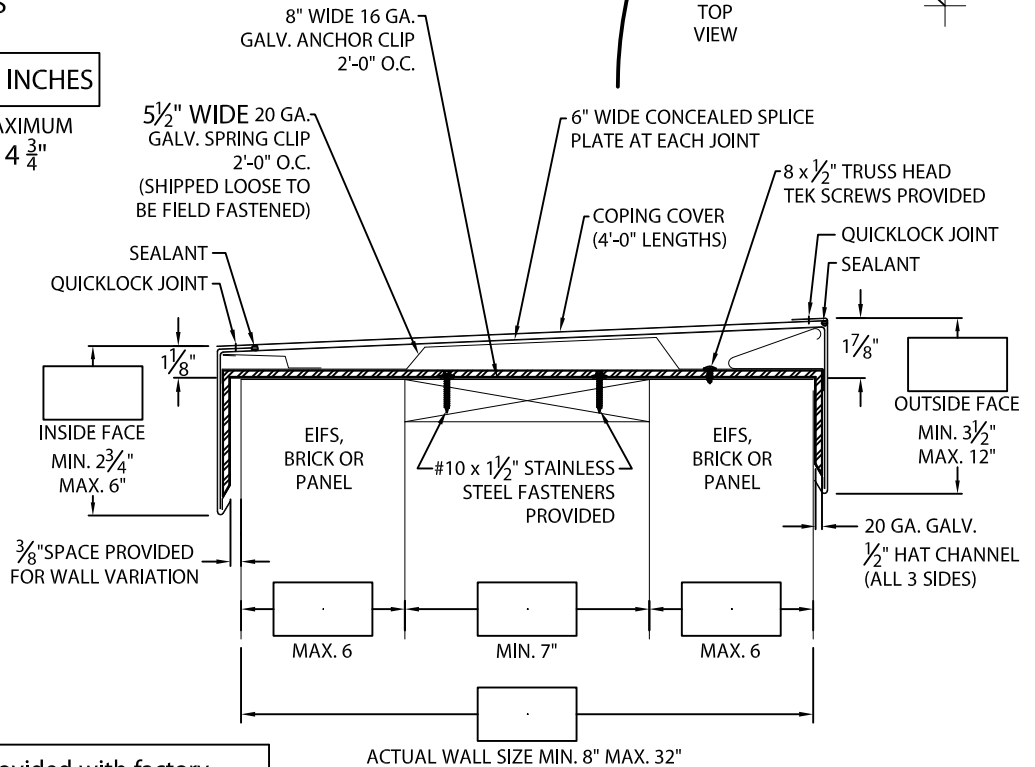 S
INCHES
AXIMUM
4 3/4"
8" WIDE 16 GA.
GALV. ANCHOR CLIP
2'-0" O.C.
TOP
VIEW
5 1/2" WIDE 20 GA.
GALV. SPRING CLIP
2'-0" O.C.
(SHIPPED LOOSE TO
BE FIELD FASTENED)
6" WIDE CONCEALED SPLICE
PLATE AT EACH JOINT
8 x 1/2" TRUSS HEAD
TEK SCREWS PROVIDED
COPING COVER
(4'-0" LENGTHS)
SEALANT
QUICKLOCK JOINT
QUICKLOCK JOINT
SEALANT
1 1/8"
1 7/8"
INSIDE FACE
MIN. 2 3/4"
MAX. 6"
OUTSIDE FACE
MIN. 3 1/2"
MAX. 12"
EIFS,
BRICK OR
PANEL
EIFS,
BRICK OR
PANEL
#10 x 1 1/2" STAINLESS
STEEL FASTENERS
PROVIDED
3/8" SPACE PROVIDED
FOR WALL VARIATION
20 GA. GALV.
1/2" HAT CHANNEL
(ALL 3 SIDES)
MAX. 6
MIN. 7"
MAX. 6
ACTUAL WALL SIZE MIN. 8" MAX. 32"
ovided with factory